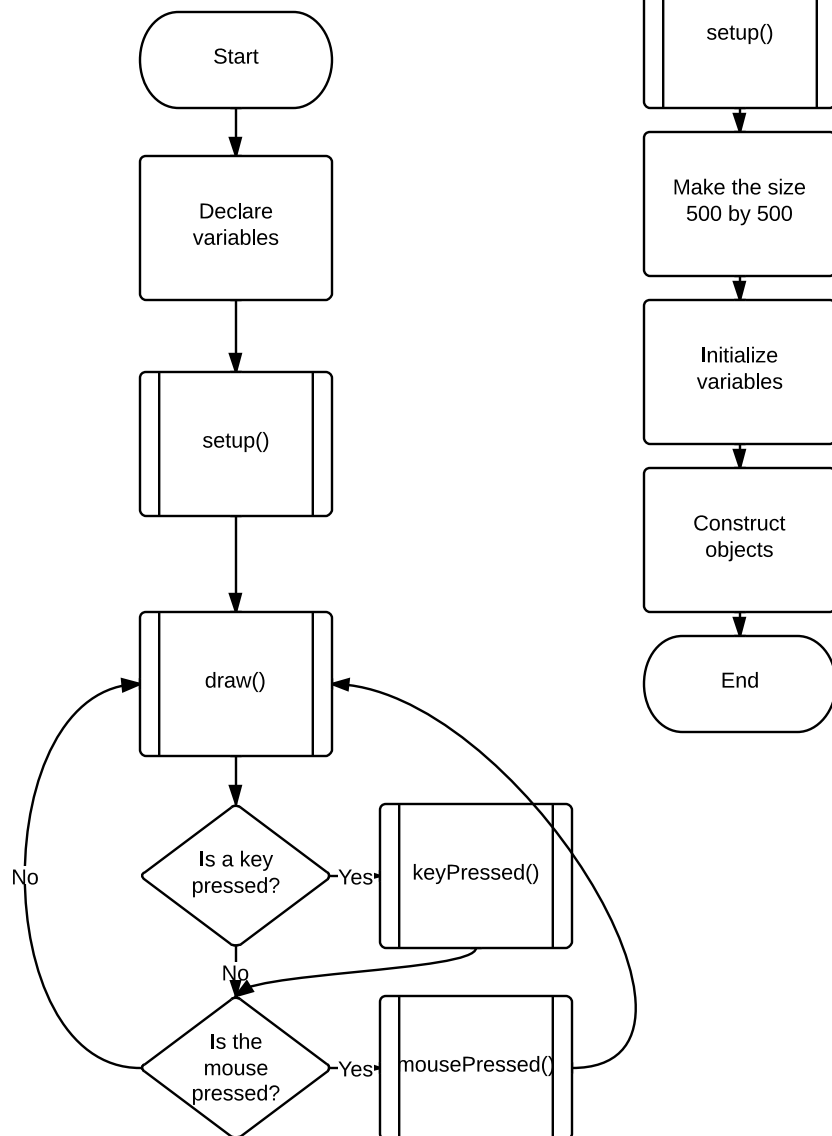 Start
Declare
variables
setup()
draw()
Is a key
pressed?
Yes
keyPressed()
No
No
Is the
mouse
pressed?
Yes
mousePressed()
setup()
Make the size
500 by 500
Initialize
variables
Construct
objects
End